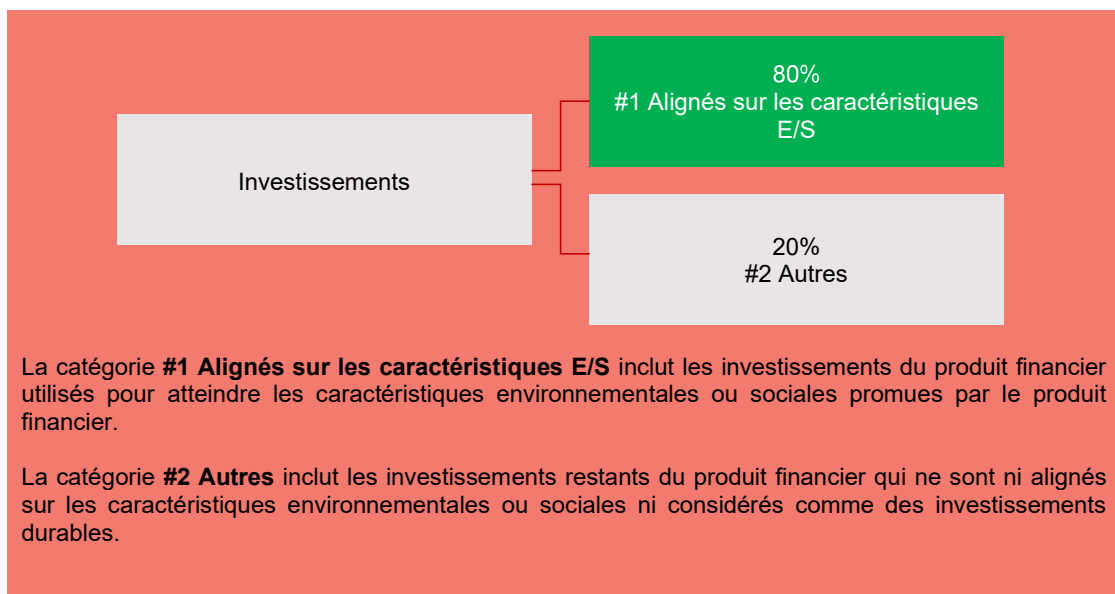 80%
#1 Alignés sur les caractéristiques
E/S
Investissements
20%
#2 Autres
La catégorie #1 Alignés sur les caractéristiques E/S inclut les investissements du produit financier
utilisés pour atteindre les caractéristiques environnementales ou sociales promues par le produit
financier.
La catégorie #2 Autres inclut les investissements restants du produit financier qui ne sont ni alignés
sur les caractéristiques environnementales ou sociales ni considérés comme des investissements
durables.